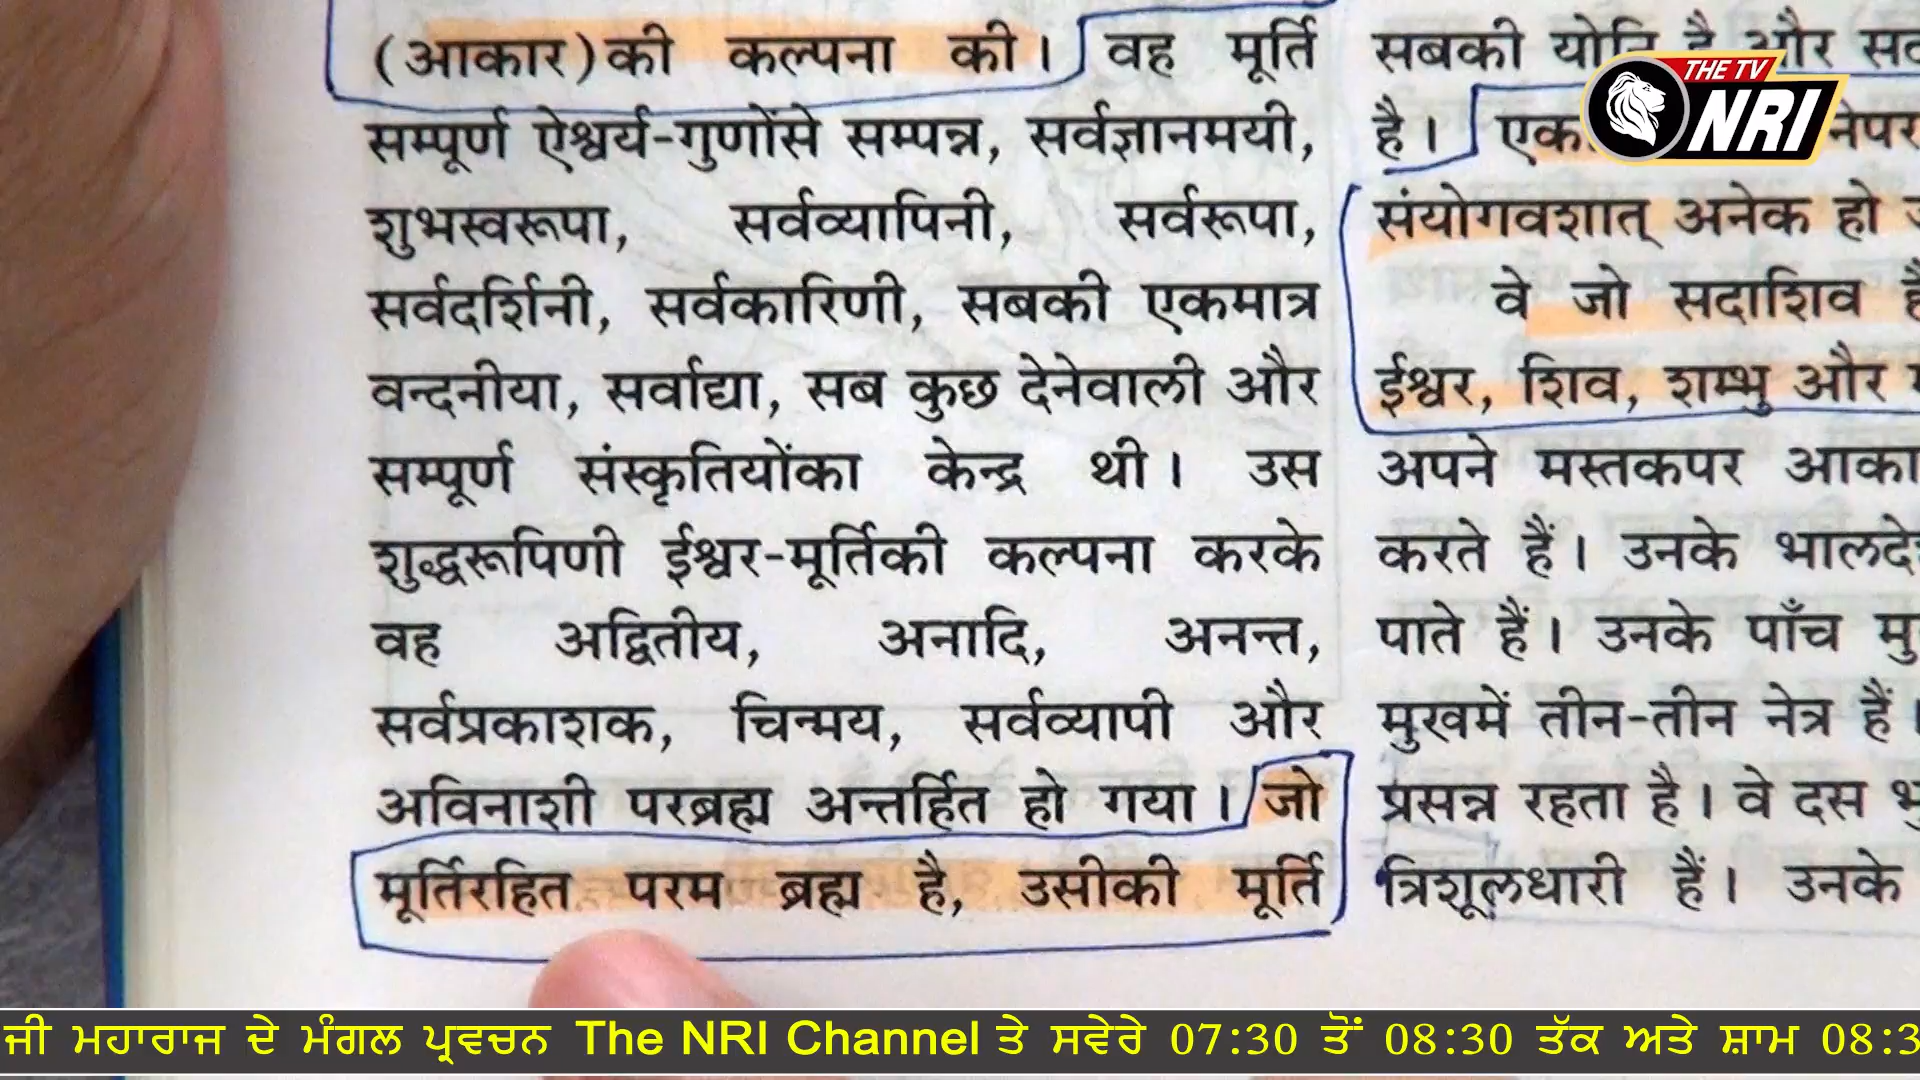 (आकार)की कल्पना की। वह मूर्ति
सम्पूर्ण ऐश्वर्य-गुणोंसे सम्पन्न, सर्वज्ञानमयी,
शुभस्वरूपा, सर्वव्यापिनी, सर्वरूपा,
सर्वदर्शिनी, सर्वकारिणी, सबकी एकमात्र
वन्दनीया, सर्वाद्या, सब कुछ देनेवाली और
सम्पूर्ण संस्कृतियोंका केन्द्र थी। उस
शुद्धरूपिणी ईश्वर-मूर्तिकी कल्पना करके
वह अद्वितीय, अनादि, अनन्त,
सर्वप्रकाशक, चिन्मय, सर्वव्यापी और
अविनाशी परब्रह्म अन्तर्हित हो गया। जो
मूर्तिरहित परम ब्रह्म है, उसीकी मूर्ति
सबकी योनि है और
है।
संयोगवशात् अनेक हो
वे जो सदाशिव
ईश्वर, शिव, शम्भु और
अपने मस्तकपर
करते हैं। उनके
पाते हैं। उनके पाँच
मुखमें तीन-तीन नेत्र हैं।
प्रसन्न रहता है। वे दस
त्रिशूलधारी हैं। उनके
THE TV
NRI
ਜੀ ਮਹਾਰਾਜ ਦੇ ਮੰਗਲ ਪ੍ਰਵਚਨ The NRI Channel ਤੇ ਸਵੇਰੇ 07:30 ਤੋਂ 08:30 ਤੱਕ ਅਤੇ ਸ਼ਾਮ